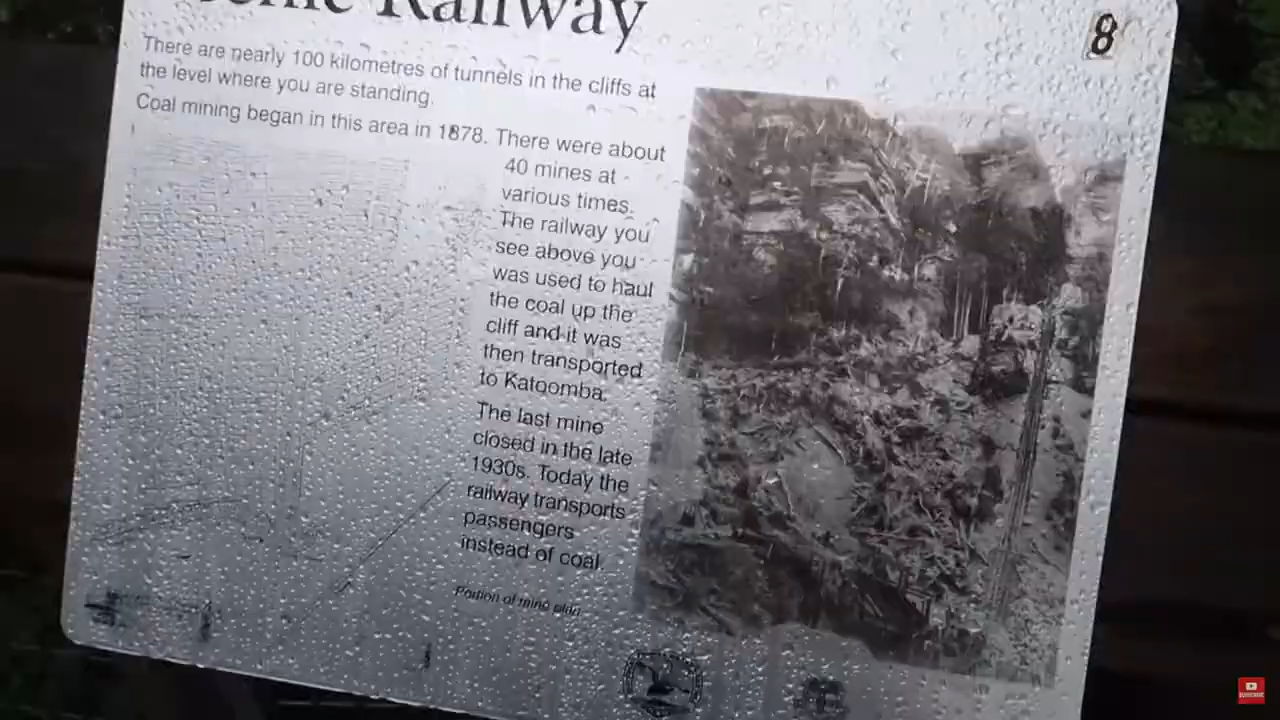 Railway
8
There are nearly 100 kilometres of tunnels in the cliffs at
the level where you are standing.
Coal mining began in this area in 1878. There were about
40 mines at
various times.
The railway you
see above you
was used to haul
the coal up the
cliff and it was
then transported
to Katoomba.
The last mine
closed in the late
1930s. Today the
railway transports
passengers
instead of coal.
Portion of mine